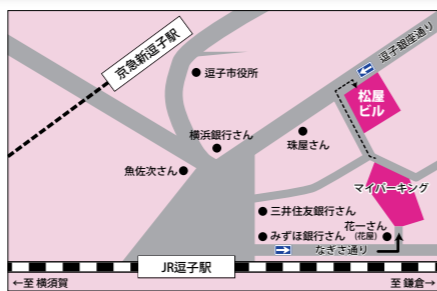 京急新逗子駅
逗子市役所
逗子銀座通り
松屋
ビル
横浜銀行さん
珠屋さん
魚佐次さん
マイパーキング
三井住友銀行さん
花一さん
(花屋)
みずほ銀行さん
なぎさ通り
JR逗子駅
←至 横須賀
至 鎌倉→